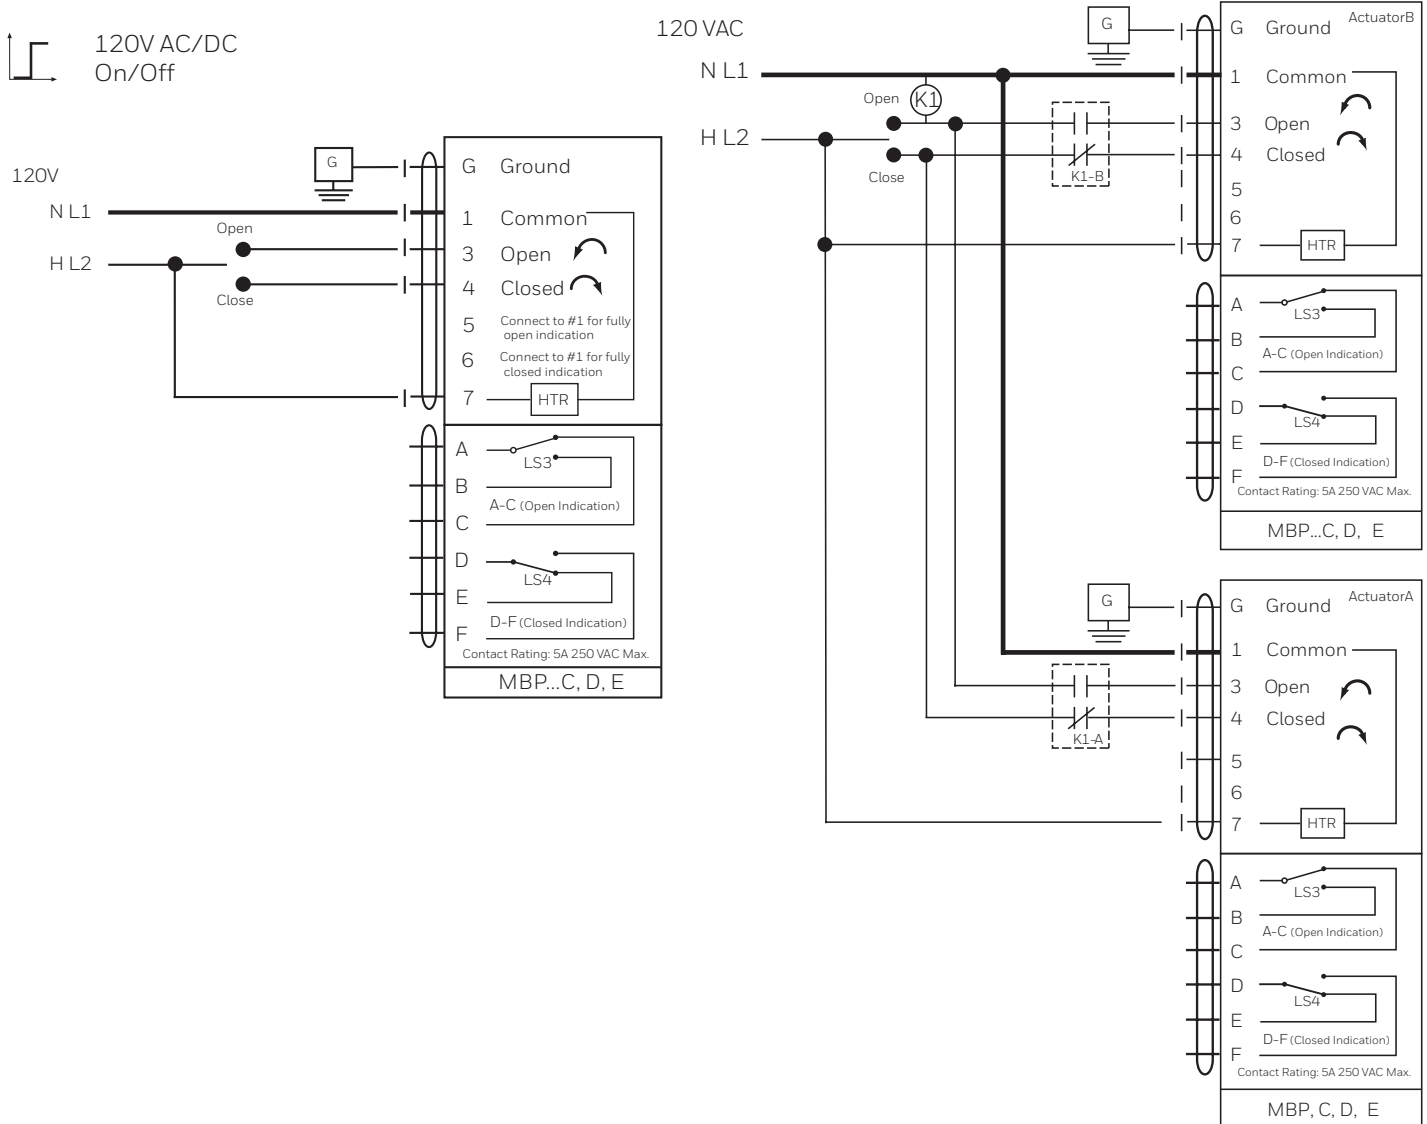 120V AC/DC
On/Off
120V
N L1
H L2
Open
Close
G
G Ground
1 Common
3 Open
4 Closed
5 Connect to #1 for fully
open indication
6 Connect to #1 for fully
closed indication
7 HTR
A
LS3
B
A-C (Open Indication)
C
D
LS4
E
D-F (Closed Indication)
F
Contact Rating: 5A 250 VAC Max.
MBP...C, D, E
120 VAC
N L1
H L2
Open
K1
Close
G
K1-B
ActuatorB
G Ground
1 Common
3 Open
4 Closed
5
6
7 HTR
A
LS3
B
A-C (Open Indication)
C
D
LS4
E
D-F (Closed Indication)
F
Contact Rating: 5A 250 VAC Max.
MBP...C, D, E
G
K1-A
ActuatorA
G Ground
1 Common
3 Open
4 Closed
5
6
7 HTR
A
LS3
B
A-C (Open Indication)
C
D
LS4
E
D-F (Closed Indication)
F
Contact Rating: 5A 250 VAC Max.
MBP, C, D, E